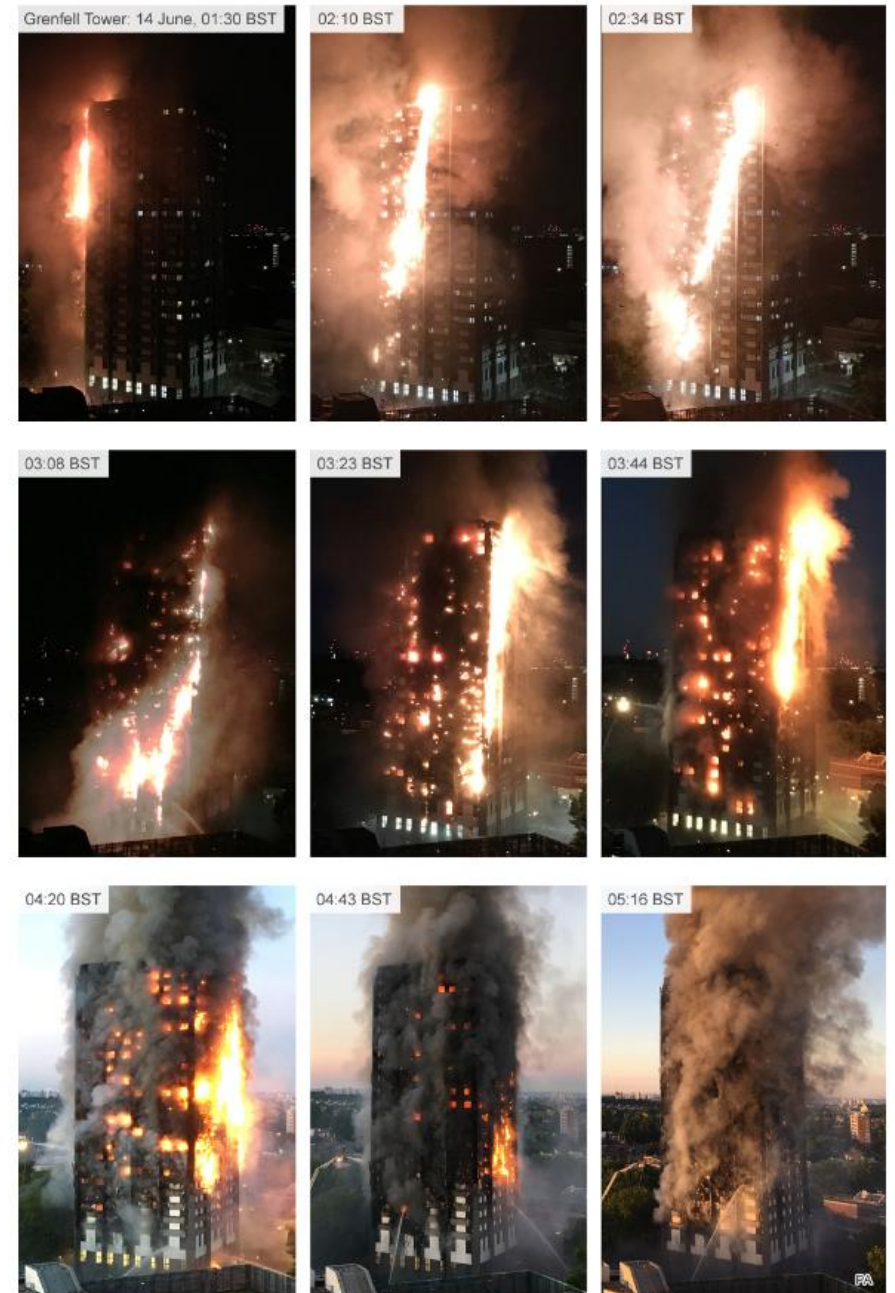 Grenfell Tower: 14 June, 01:30 BST
02:10 BST
02:34 BST
03:08 BST
03:23 BST
03:44 BST
04:20 BST
04:43 BST
05:16 BST
PA